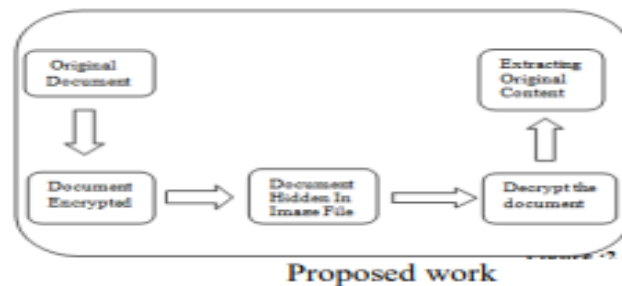 Original
Document
Extracting
Original
Content
Document
Encrypted
Document
Hidden In
Image File
Decrypt the
document
Proposed work